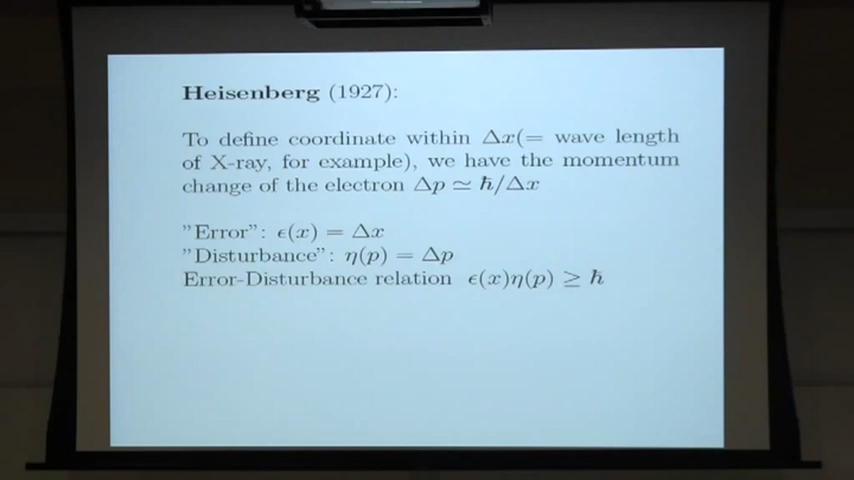 Heisenberg (1927):
To define coordinate within Δx(= wave length
of X-ray, for example), we have the momentum
change of the electron Δp ≃ ℏ/Δx
”Error”: ϵ(x) = Δx
”Disturbance”: η(p) = Δp
Error-Disturbance relation ϵ(x)η(p) ≥ ℏ